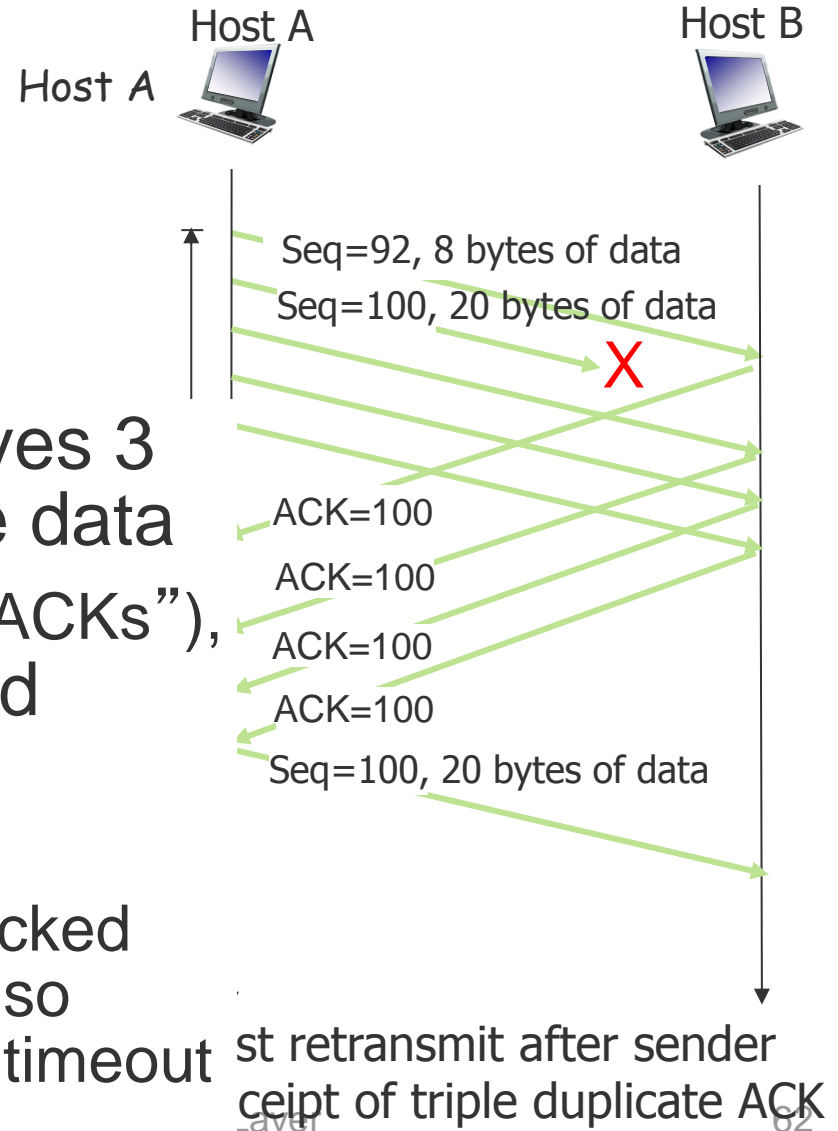 Host A
Host B
Host A
Seq=92, 8 bytes of data
Seq=100, 20 bytes of data
X
ves 3
e data
ACKs”),
d
ACK=100
ACK=100
ACK=100
ACK=100
Seq=100, 20 bytes of data
cked
so
timeout
st retransmit after sender
ceipt of triple duplicate ACK
Layer
62